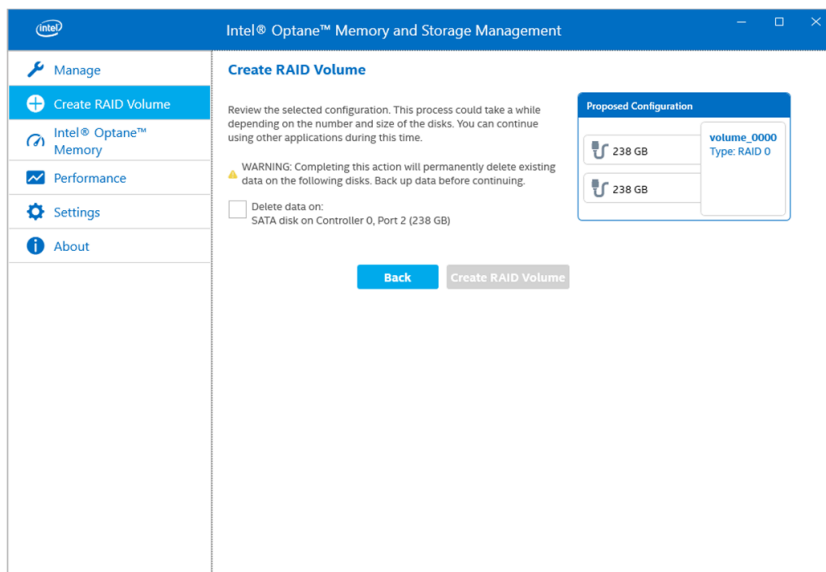 intel
Intel® Optane™ Memory and Storage Management
Manage
Create RAID Volume
Intel® Optane™
Memory
Performance
Settings
About
Create RAID Volume
Review the selected configuration. This process could take a while
depending on the number and size of the disks. You can continue
using other applications during this time.
WARNING: Completing this action will permanently delete existing
data on the following disks. Back up data before continuing.
Delete data on:
SATA disk on Controller 0, Port 2 (238 GB)
Back
Create RAID Volume
Proposed Configuration
238 GB
238 GB
volume_0000
Type: RAID 0